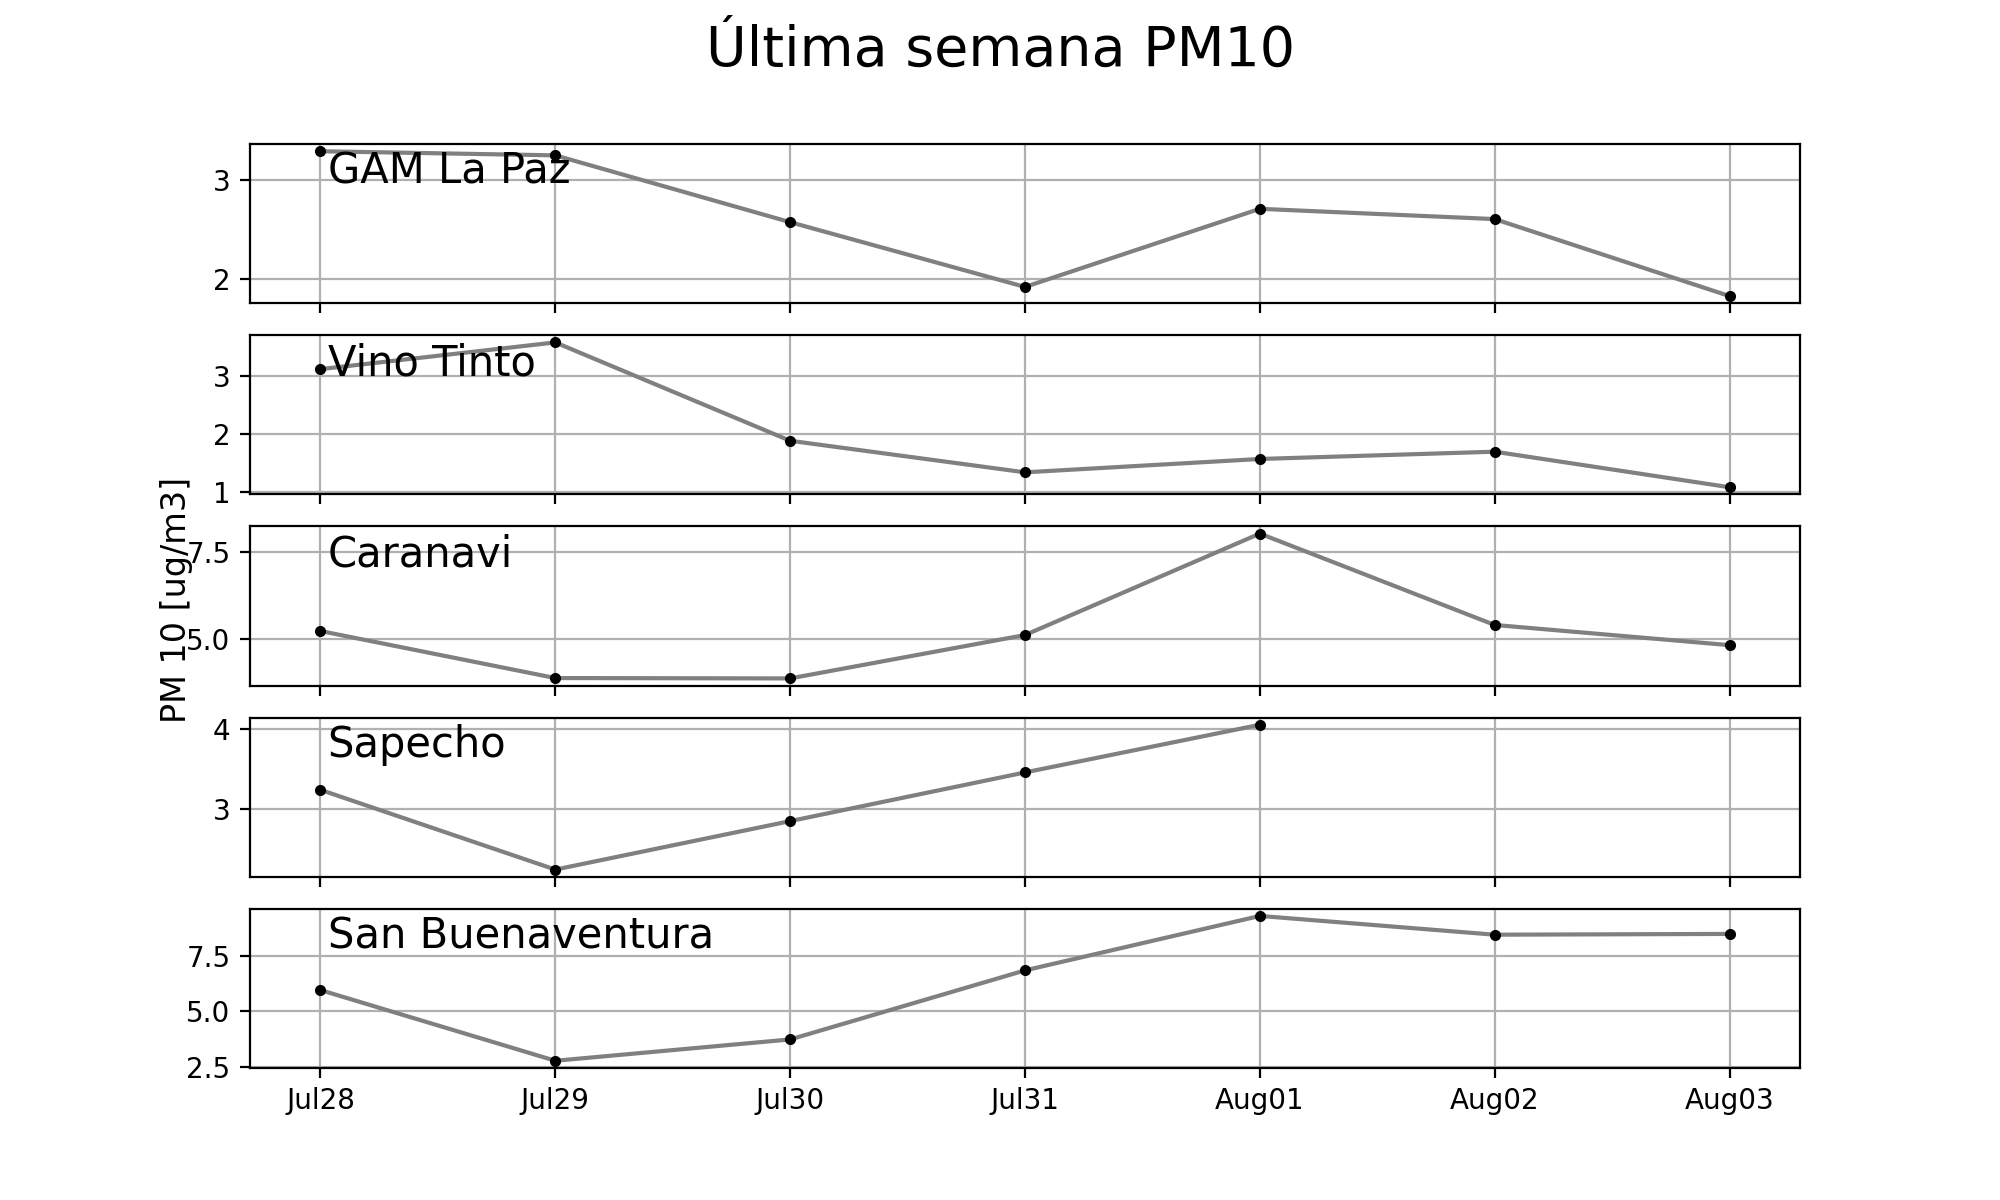 Última semana PM10
GAM La Paz
3
2
Vino Tinto
3
2
1
PM 10 [ug/m3]
Caranavi
7.5
5.0
Sapecho
4
3
San Buenaventura
7.5
5.0
2.5
Jul28 Jul29 Jul30 Jul31 Aug01 Aug02 Aug03